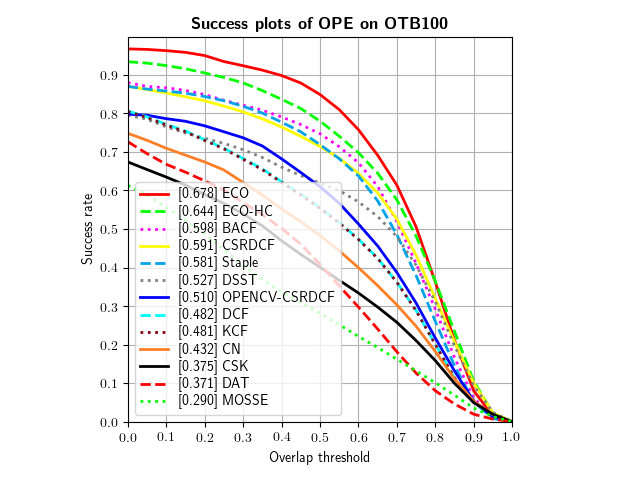 Success plots of OPE on OTB100
Success rate
0.9
0.8
0.7
0.6
0.5
0.4
0.3
0.2
0.1
0.0
[0.678] ECO
[0.644] ECO-HC
[0.598] BACF
[0.591] CSRDCF
[0.581] Staple
[0.527] DSST
[0.510] OPENCV-CSRDCF
[0.482] DCF
[0.481] KCF
[0.432] CN
[0.375] CSK
[0.371] DAT
[0.290] MOSSE
0.0 0.1 0.2 0.3 0.4 0.5 0.6 0.7 0.8 0.9 1.0
Overlap threshold